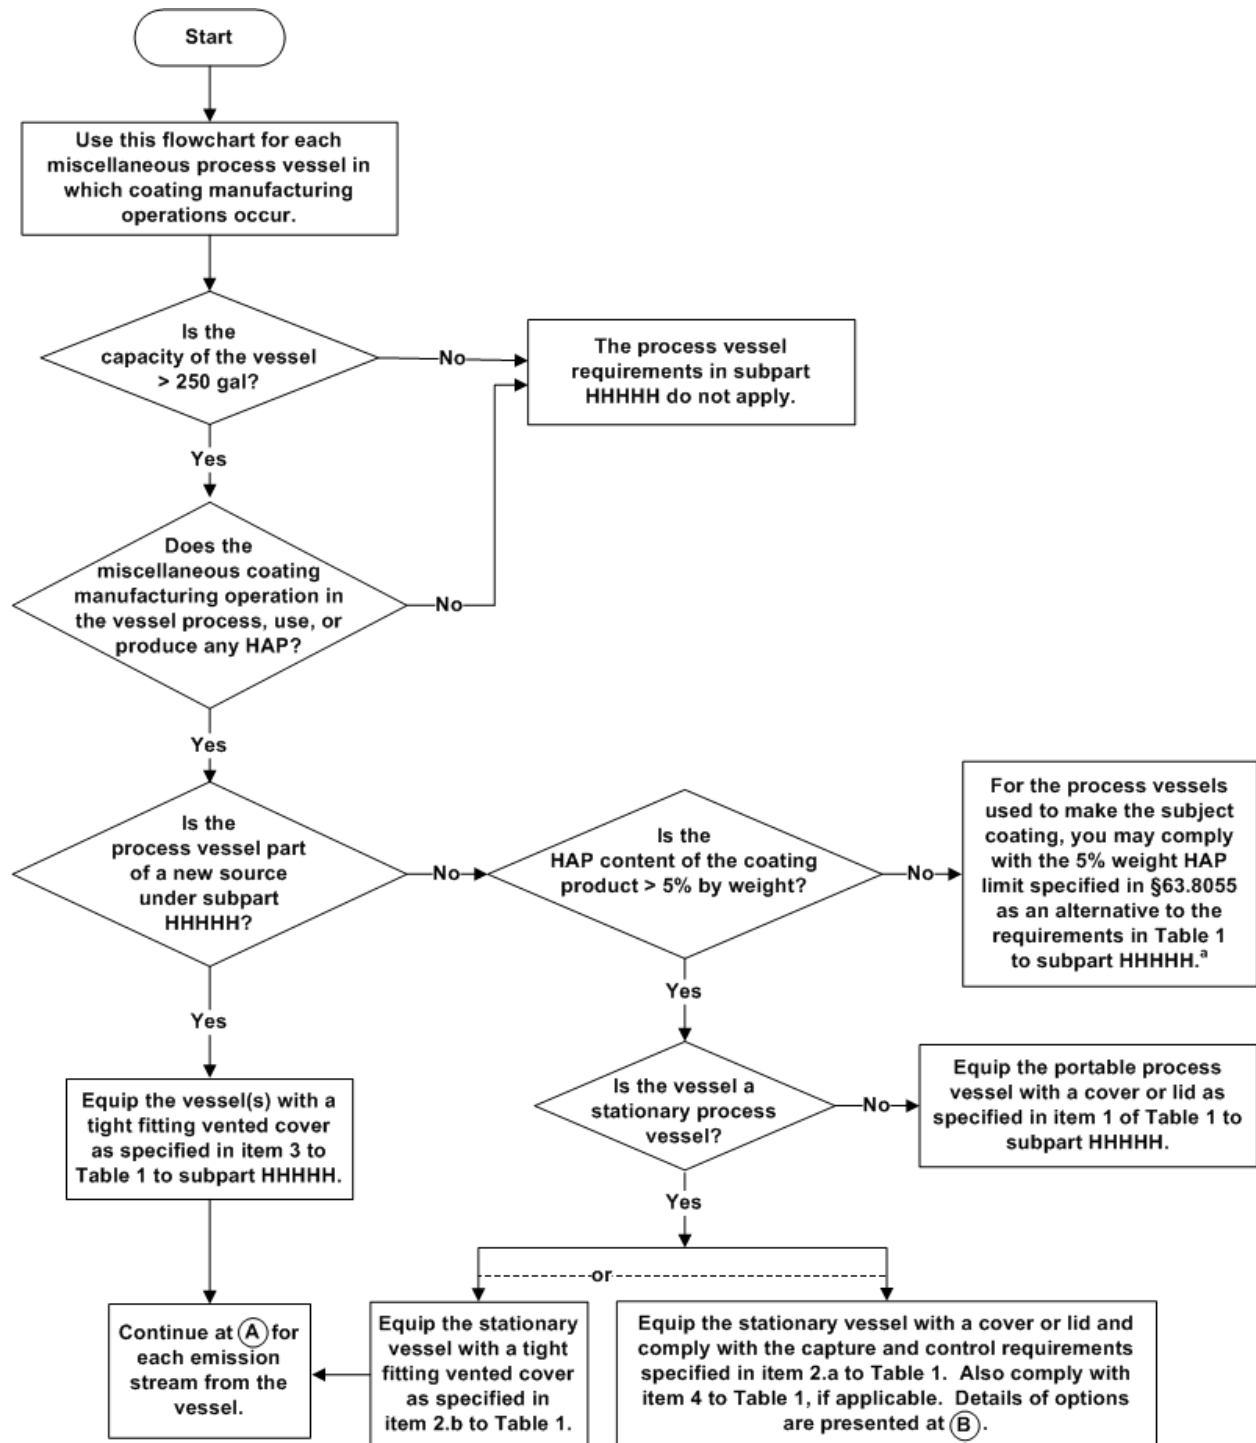 Start
Use this flowchart for each
miscellaneous process vessel in
which coating manufacturing
operations occur.
Is the
capacity of the vessel
> 250 gal?
No
The process vessel
requirements in subpart
HHHHH do not apply.
Yes
Does the
miscellaneous coating
manufacturing operation in
the vessel process, use, or
produce any HAP?
No
Yes
Is the
process vessel part
of a new source
under subpart
HHHHH?
No
Is the
HAP content of the coating
product > 5% by weight?
No
For the process vessels
used to make the subject
coating, you may comply
with the 5% weight HAP
limit specified in §63.8055
as an alternative to the
requirements in Table 1
to subpart HHHHH.ª
Yes
Yes
Equip the vessel(s) with a
tight fitting vented cover
as specified in item 3 to
Table 1 to subpart HHHHH.
Is the vessel a
stationary process
vessel?
No
Equip the portable process
vessel with a cover or lid as
specified in item 1 of Table 1 to
subpart HHHHH.
Yes
or
Continue at A for
each emission
stream from the
vessel.
Equip the stationary
vessel with a tight
fitting vented cover
as specified in
item 2.b to Table 1.
Equip the stationary vessel with a cover or lid and
comply with the capture and control requirements
specified in item 2.a to Table 1. Also comply with
item 4 to Table 1, if applicable. Details of options
are presented at B.